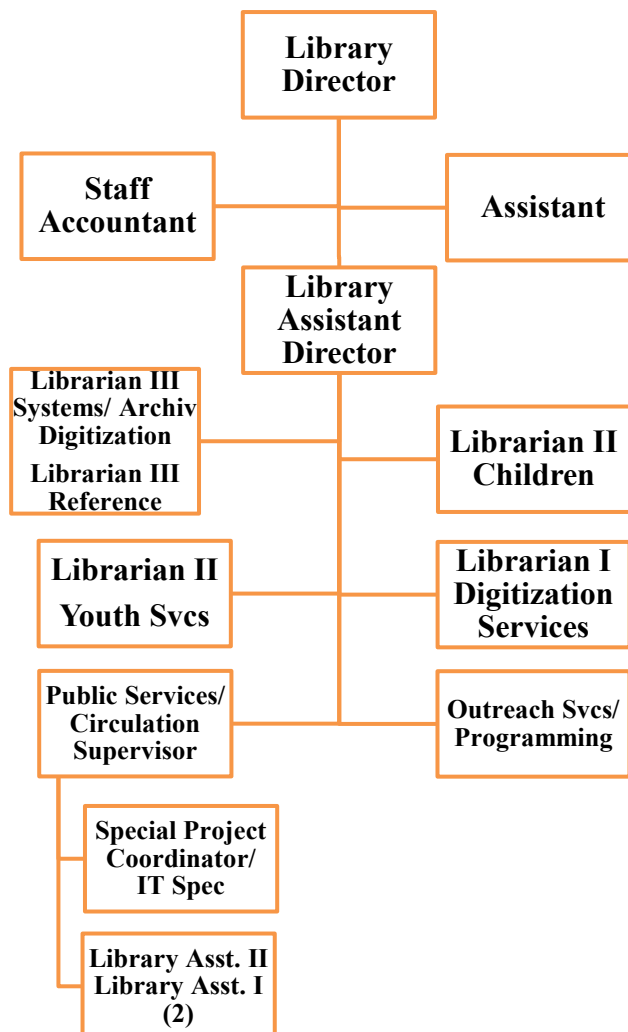 Library
Director
Staff
Accountant
Assistant
Library
Assistant
Director
Librarian III
Systems/ Archiv
Digitization
Librarian III
Reference
Librarian II
Children
Librarian II
Youth Svcs
Librarian I
Digitization
Services
Public Services/
Circulation
Supervisor
Outreach Svcs/
Programming
Special Project
Coordinator/
IT Spec
Library Asst. II
Library Asst. I
(2)